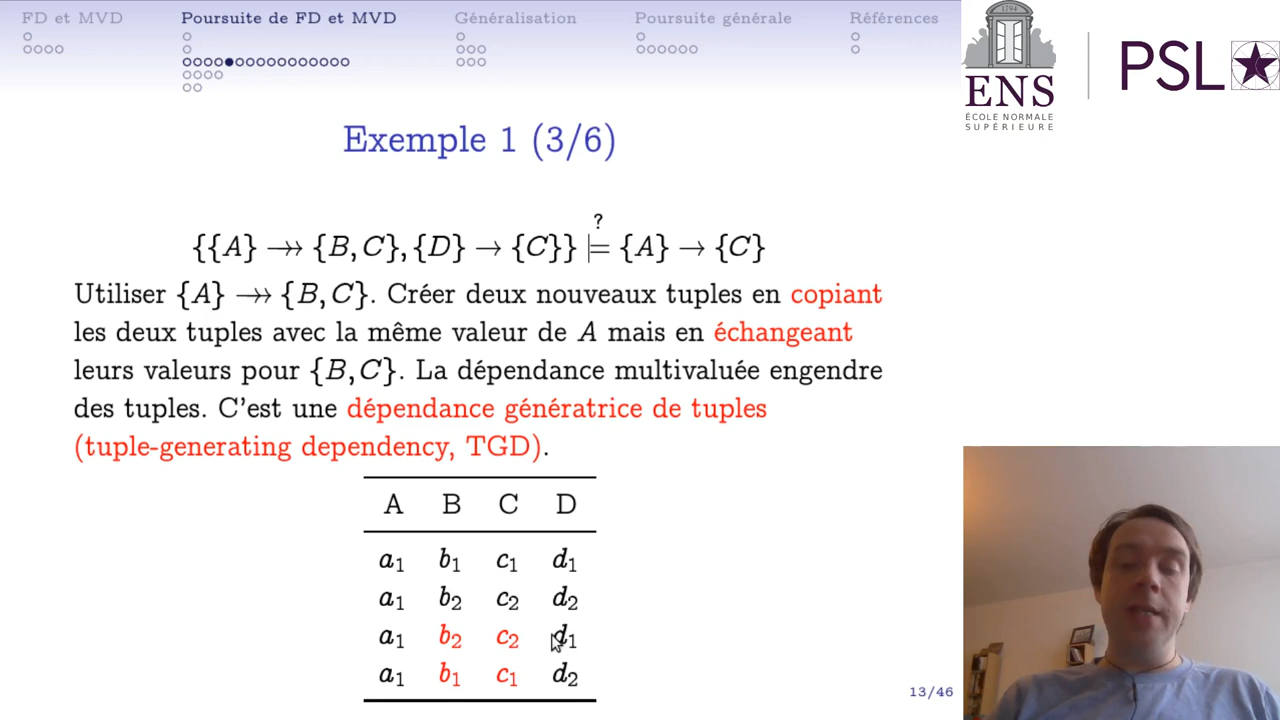 FD et MVD Poursuite de FD et MVD Généralisation Poursuite générale Références
1794
ENS
ÉCOLE NORMALE
SUPÉRIEURE
PSL
Exemple 1 (3/6)
{{A} ↠ {B, C}, {D} → {C}} ⊨? {A} → {C}
Utiliser {A} ↠ {B, C}. Créer deux nouveaux tuples en copiant
les deux tuples avec la même valeur de A mais en échangeant
leurs valeurs pour {B, C}. La dépendance multivaluée engendre
des tuples. C'est une dépendance génératrice de tuples
(tuple-generating dependency, TGD).
A B C D
a₁ b₁ c₁ d₁
a₁ b₂ c₂ d₂
a₁ b₂ c₂ d₁
a₁ b₁ c₁ d₂
13/46